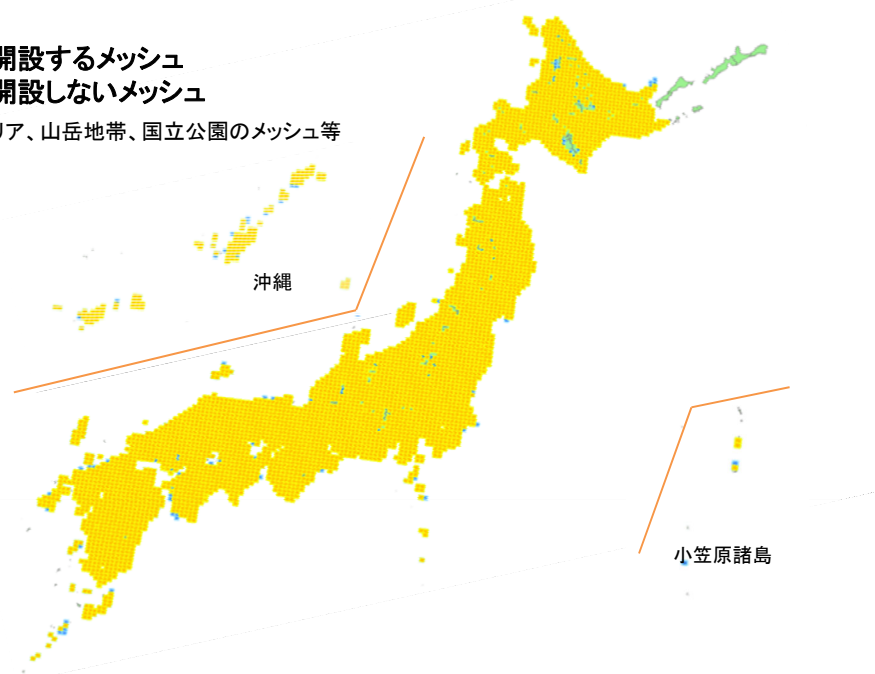 開設するメッシュ
開設しないメッシュ
リア、山岳地帯、国立公園のメッシュ等
沖縄
小笠原諸島